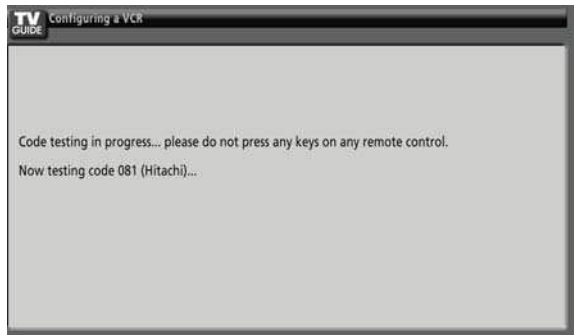 TV
GUIDE
Configuring a VCR
Code testing in progress... please do not press any keys on any remote control.
Now testing code 081 (Hitachi)...